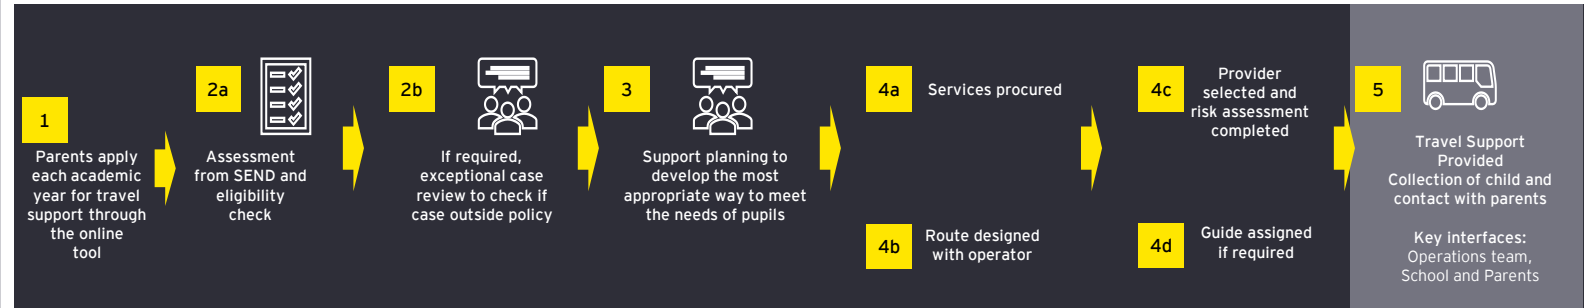 1
Parents apply
each academic
year for travel
support through
the online
tool
2a
Assessment
from SEND and
eligibility
check
2b
If required,
exceptional case
review to check if
case outside policy
3
Support planning to
develop the most
appropriate way to meet
the needs of pupils
4a
Services procured
4b
Route designed
with operator
4c
Provider
selected and
risk assessment
completed
4d
Guide assigned
if required
5
Travel Support
Provided
Collection of child and
contact with parents
Key interfaces:
Operations team,
School and Parents